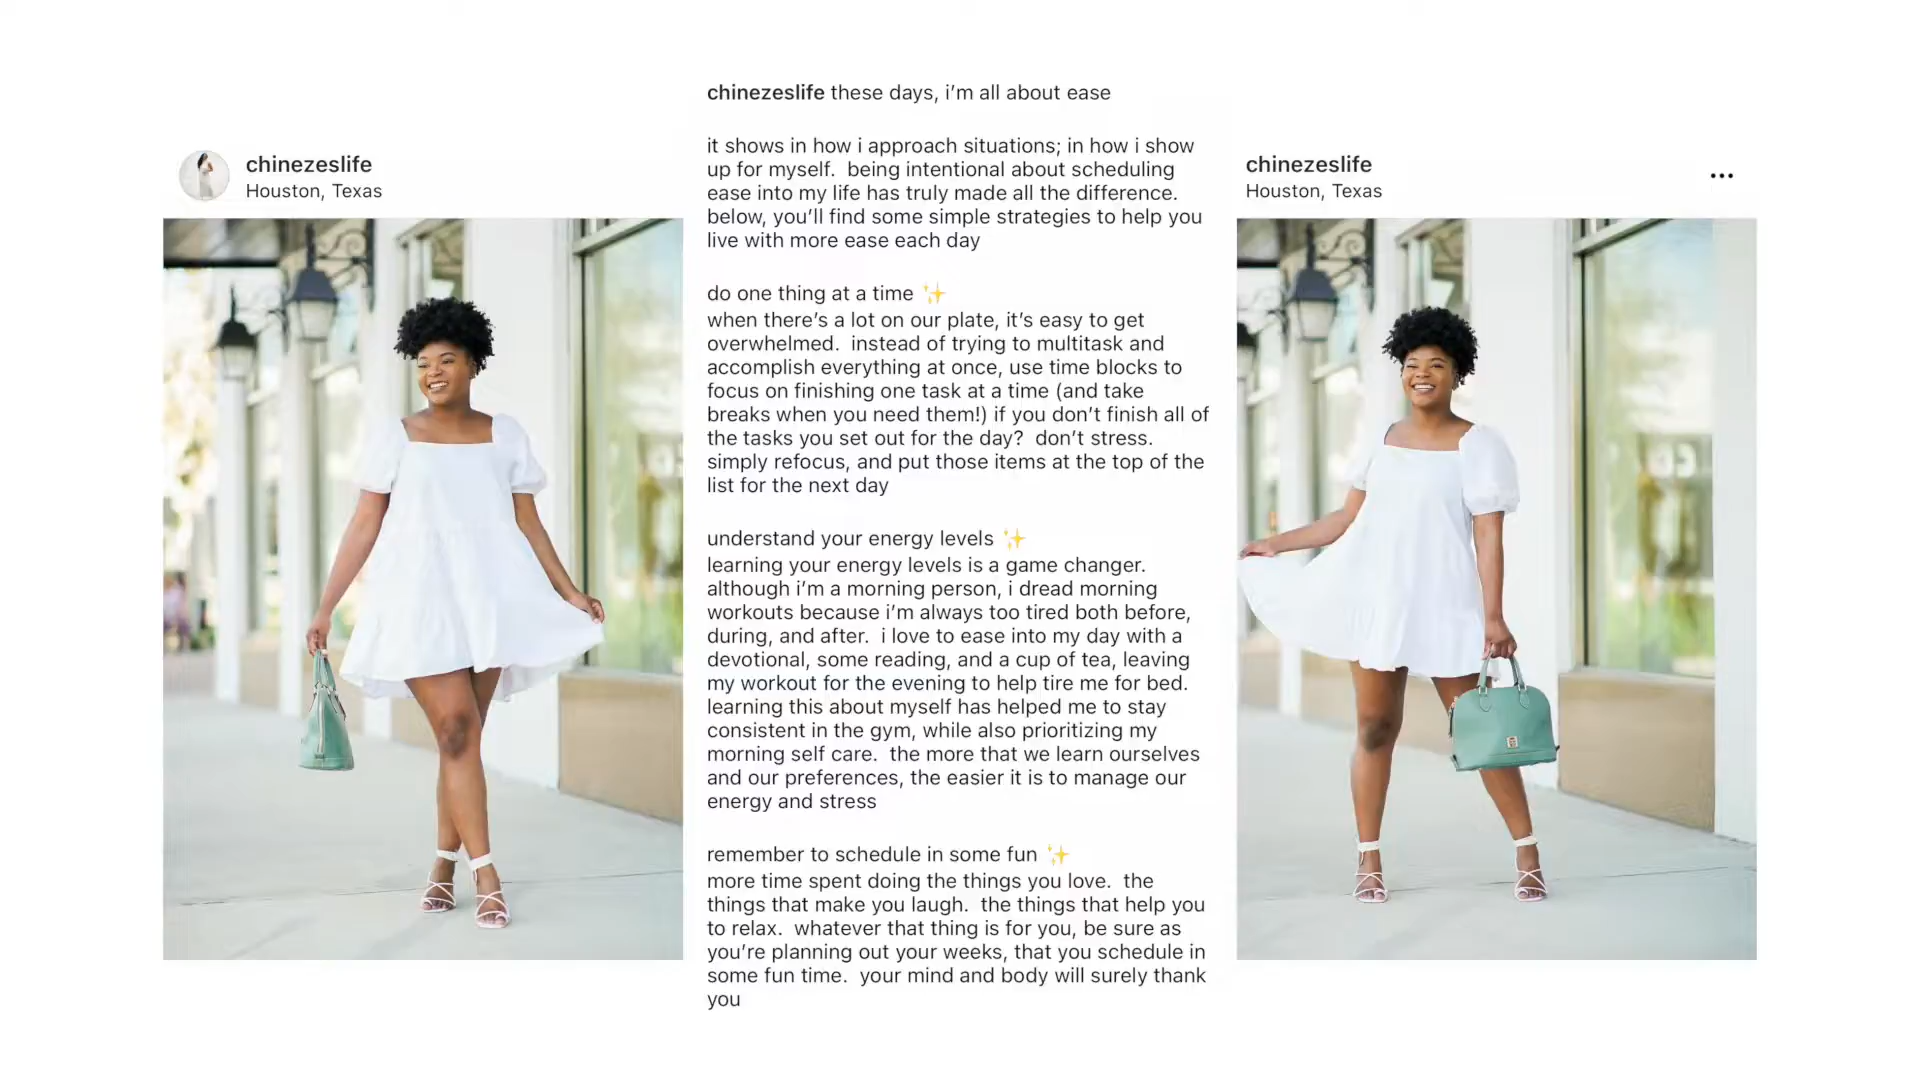 chinezeslife
Houston, Texas
chinezeslife these days, i’m all about ease
it shows in how i approach situations; in how i show
up for myself.  being intentional about scheduling
ease into my life has truly made all the difference.
below, you’ll find some simple strategies to help you
live with more ease each day
do one thing at a time ✨
when there’s a lot on our plate, it’s easy to get
overwhelmed.  instead of trying to multitask and
accomplish everything at once, use time blocks to
focus on finishing one task at a time (and take
breaks when you need them!) if you don’t finish all of
the tasks you set out for the day?  don’t stress.
simply refocus, and put those items at the top of the
list for the next day
understand your energy levels ✨
learning your energy levels is a game changer.
although i’m a morning person, i dread morning
workouts because i’m always too tired both before,
during, and after.  i love to ease into my day with a
devotional, some reading, and a cup of tea, leaving
my workout for the evening to help tire me for bed.
learning this about myself has helped me to stay
consistent in the gym, while also prioritizing my
morning self care.  the more that we learn ourselves
and our preferences, the easier it is to manage our
energy and stress
remember to schedule in some fun ✨
more time spent doing the things you love.  the
things that make you laugh.  the things that help you
to relax.  whatever that thing is for you, be sure as
you’re planning out your weeks, that you schedule in
some fun time.  your mind and body will surely thank
you
chinezeslife
Houston, Texas